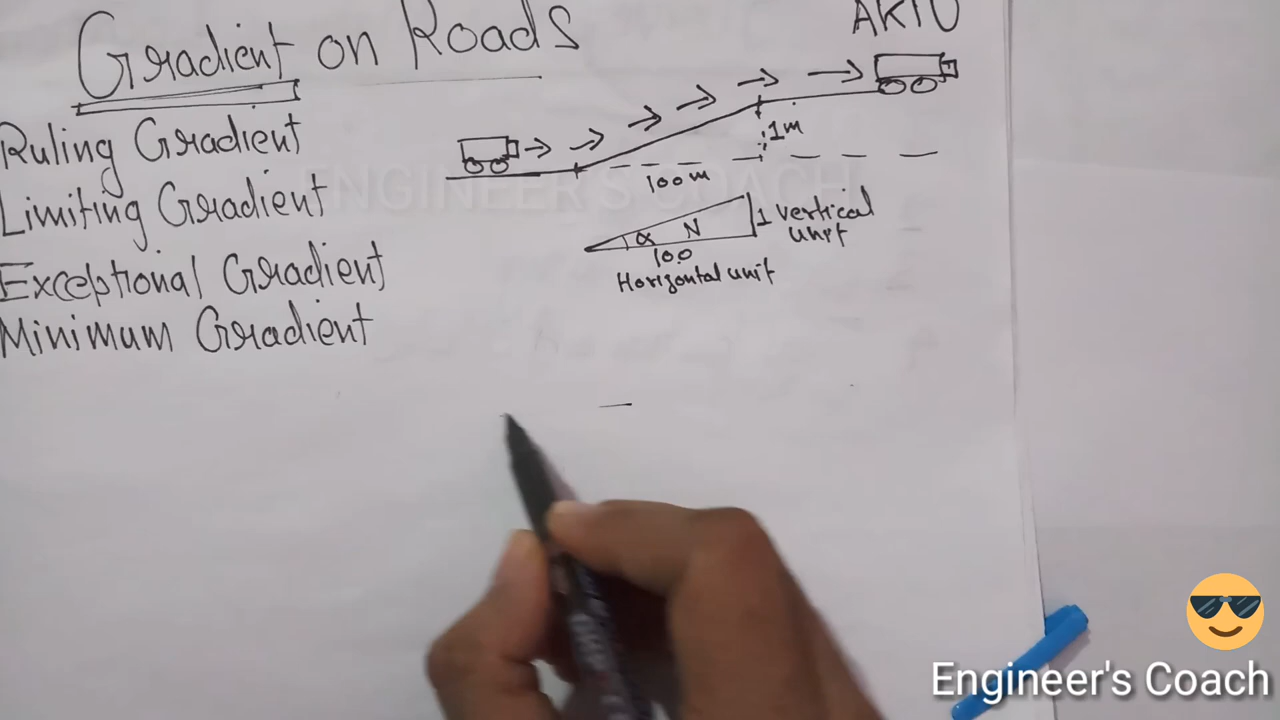 Gradient on Roads
AKTU
Ruling Gradient
Limiting Gradient
Exceptional Gradient
Minimum Gradient
1m
100m
1 vertical
unit
α N
100
Horizontal unit
ENGINEER'S COACH
Engineer's Coach